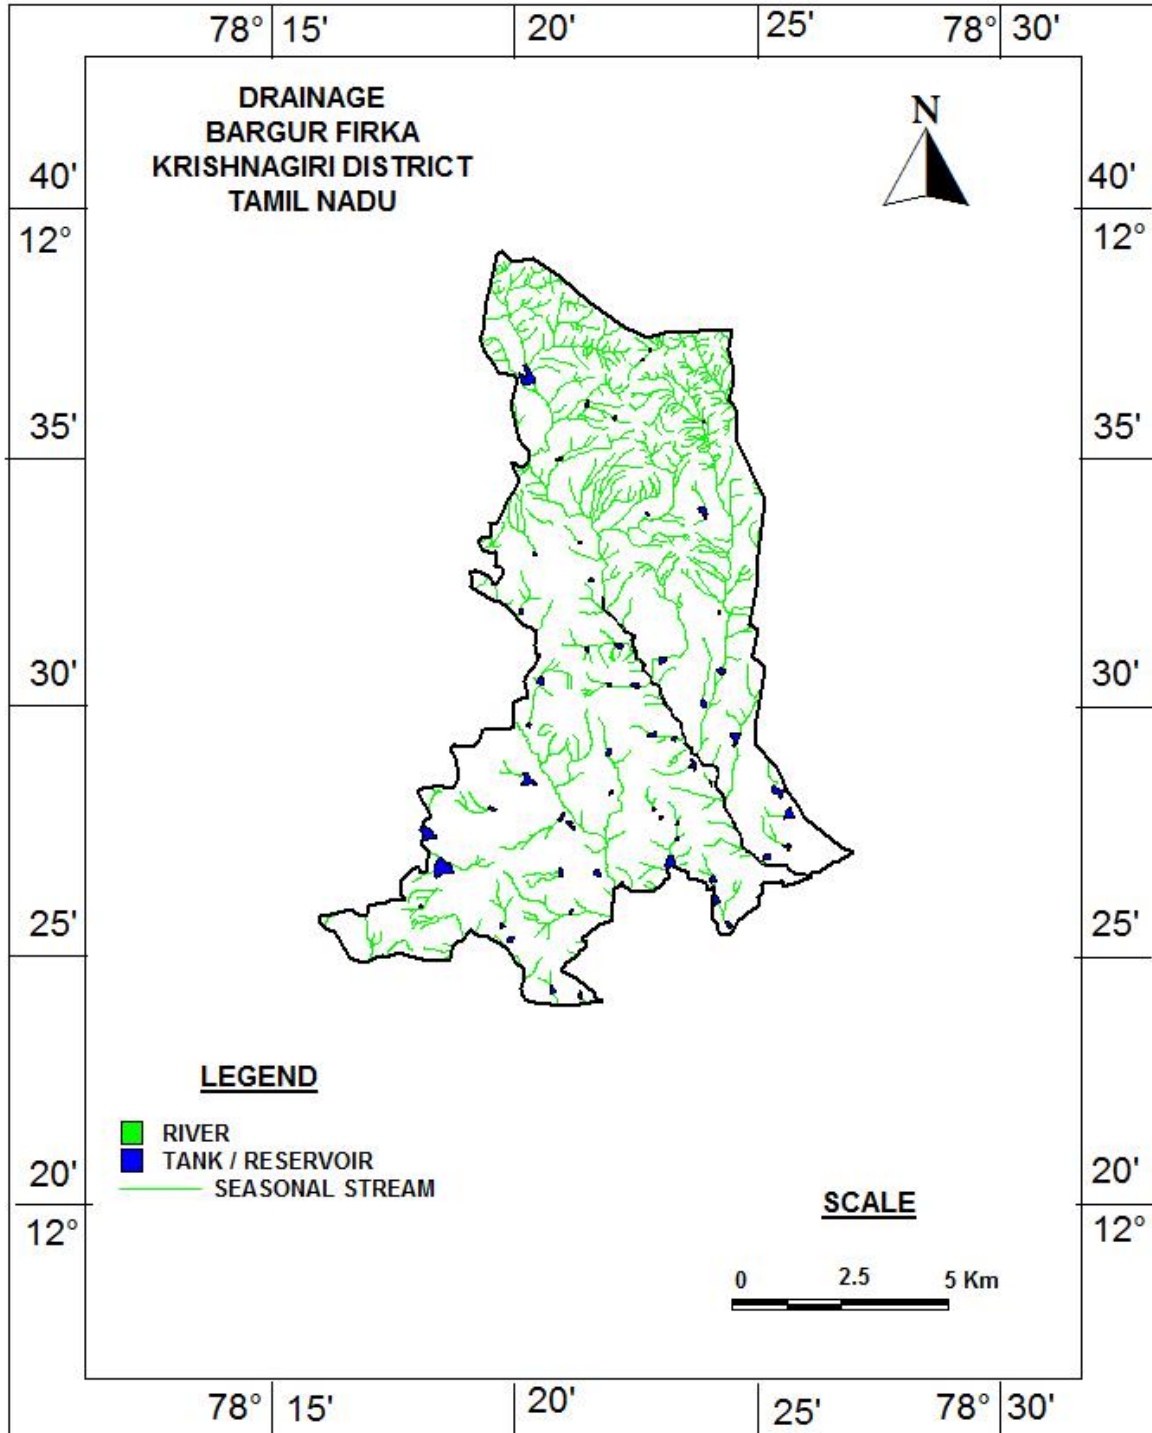 78° 15' 20' 25' 78° 30'
DRAINAGE
BARGUR FIRKA
KRISHNAGIRI DISTRICT
TAMIL NADU
N
40' 40'
12° 12°
35' 35'
30' 30'
25' 25'
LEGEND
RIVER
TANK / RESERVOIR
SEASONAL STREAM
20' 20'
12° 12°
SCALE
0 2.5 5 Km
78° 15' 20' 25' 78° 30'